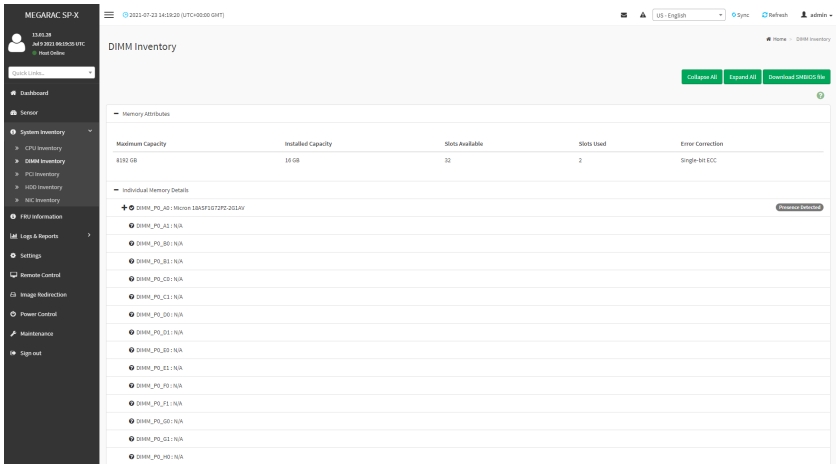 MEGARAC SP-X
2021-07-23 14:19:20 (UTC+00:00 GMT)
US - English
Sync
Refresh
admin
13.01.28
Jul 9 2021 06:19:35 UTC
Host Online
Quick Links...
Dashboard
Sensor
System Inventory
» CPU Inventory
» DIMM Inventory
» PCI Inventory
» HDD Inventory
» NIC Inventory
FRU Information
Logs & Reports
Settings
Remote Control
Image Redirection
Power Control
Maintenance
Sign out
DIMM Inventory
Home > DIMM Inventory
Collapse All
Expand All
Download SMBIOS file
Memory Attributes
Maximum Capacity Installed Capacity Slots Available Slots Used Error Correction
8192 GB 16 GB 32 2 Single-bit ECC
Individual Memory Details
DIMM_P0_A0 : Micron 18ASF1G72PZ-2G1AV Presense Detected
DIMM_P0_A1 : N/A
DIMM_P0_B0 : N/A
DIMM_P0_B1 : N/A
DIMM_P0_C0 : N/A
DIMM_P0_C1 : N/A
DIMM_P0_D0 : N/A
DIMM_P0_D1 : N/A
DIMM_P0_E0 : N/A
DIMM_P0_E1 : N/A
DIMM_P0_F0 : N/A
DIMM_P0_F1 : N/A
DIMM_P0_G0 : N/A
DIMM_P0_G1 : N/A
DIMM_P0_H0 : N/A